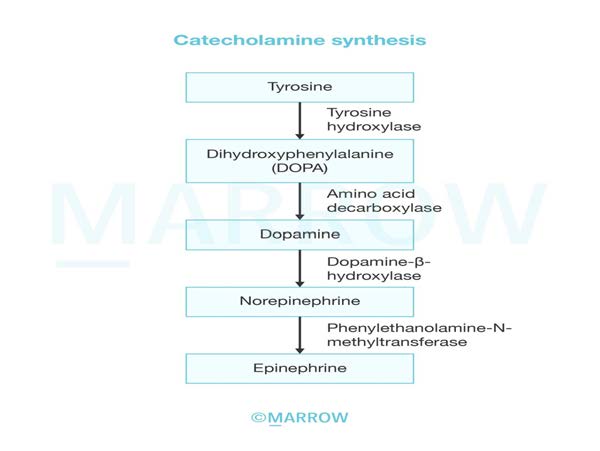 Catecholamine synthesis
Tyrosine
Tyrosine
hydroxylase
Dihydroxyphenylalanine
(DOPA)
Amino acid
decarboxylase
MARROW
Dopamine
Dopamine-β-
hydroxylase
Norepinephrine
Phenylethanolamine-N-
methyltransferase
Epinephrine
©MARROW